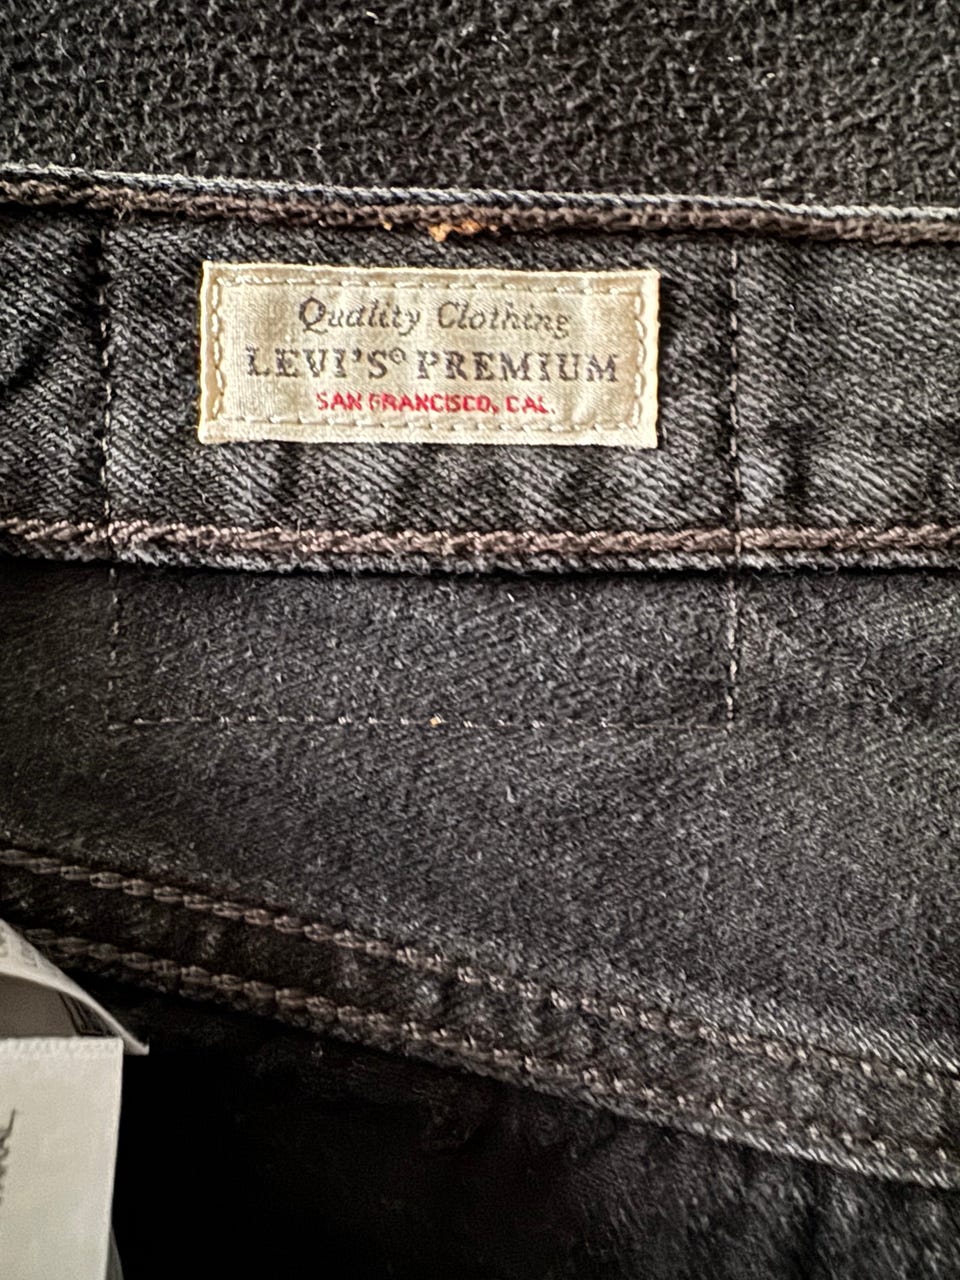 Quality Clothing
LEVI'S® PREMIUM
SAN FRANCISCO, CAL.